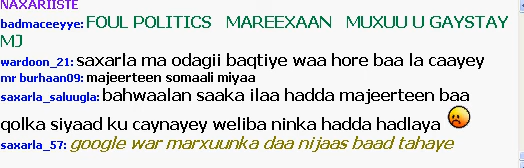 NAXARIISTE
badmaceeyye: FOUL POLITICS MAREEXAAN MUXUU U GAYSTAY
MJ
wardoon_21: saxarla ma odagii baqtiye waa hore baa la caayey
mr burhaan09: majeerteen somaali miyaa
saxarla_saluugla: bahwaalan saaka ilaa hadda majeerteen baa
qolka siyaad ku caynayey weliba ninka hadda hadlaya
saxarla_57: google war marxuunka daa nijaas baad tahaye